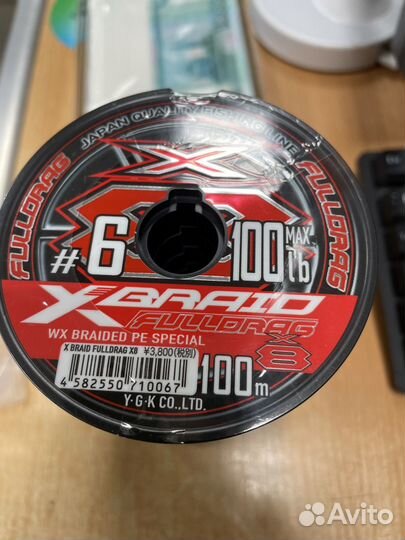 JAPAN QUALITY FISHING LINE
FULLDRAG
FULLDRAG
X
#6
100 MAX lb
X BRAID
FULLDRAG
X8
WX BRAIDED PE SPECIAL
X BRAID FULLDRAG X8 ¥3,800(税別)
4 582550 710067
100m
Y·G·K CO.,LTD.
Avito